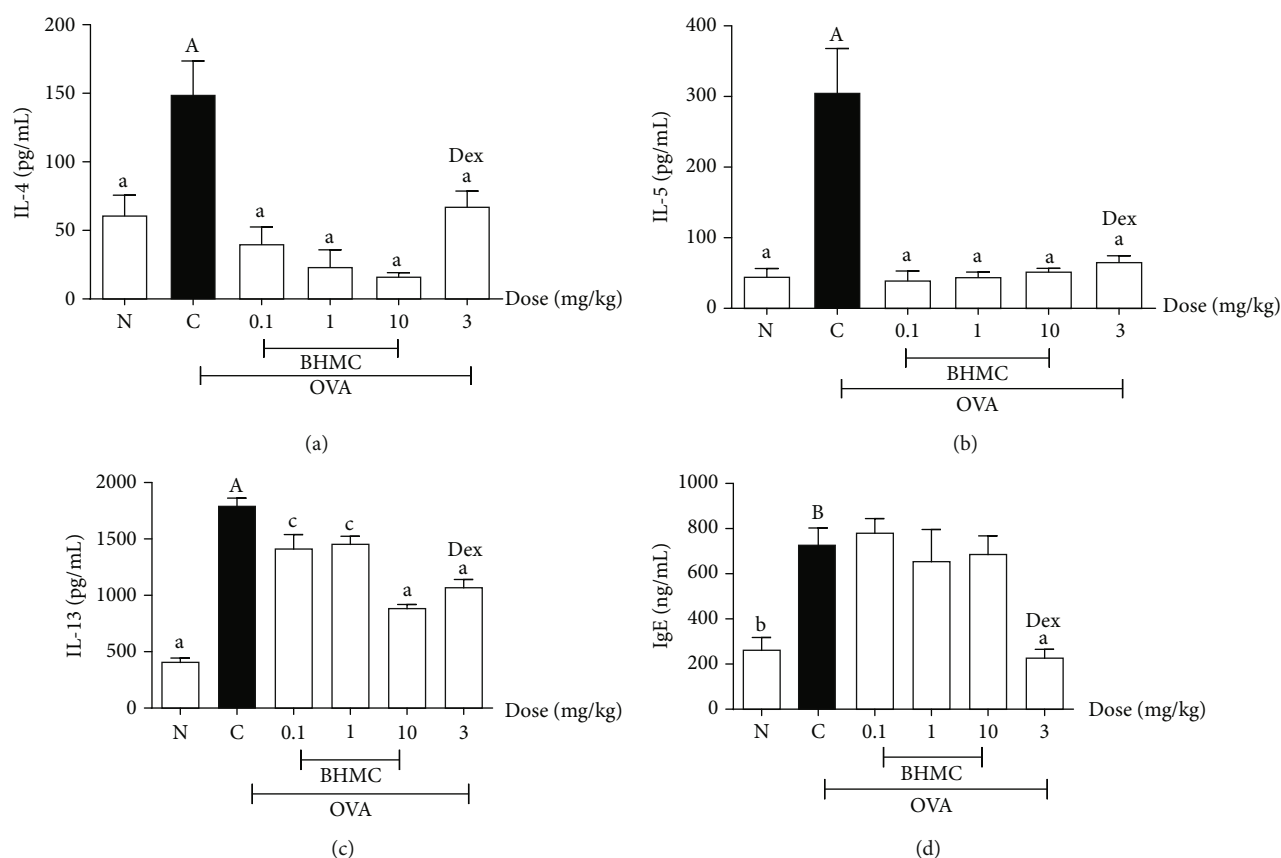 200
150
100
50
0
IL-4 (pg/mL)
a
A
a
a
a
Dex
a
N
C
0.1
1
10
3
Dose (mg/kg)
BHMC
OVA
(a)
400
300
200
100
0
IL-5 (pg/mL)
a
A
a
a
a
Dex
a
N
C
0.1
1
10
3
Dose (mg/kg)
BHMC
OVA
(b)
2000
1500
1000
500
0
IL-13 (pg/mL)
a
A
c
c
a
Dex
a
N
C
0.1
1
10
3
Dose (mg/kg)
BHMC
OVA
(c)
1000
800
600
400
200
0
IgE (ng/mL)
b
B
Dex
a
N
C
0.1
1
10
3
Dose (mg/kg)
BHMC
OVA
(d)